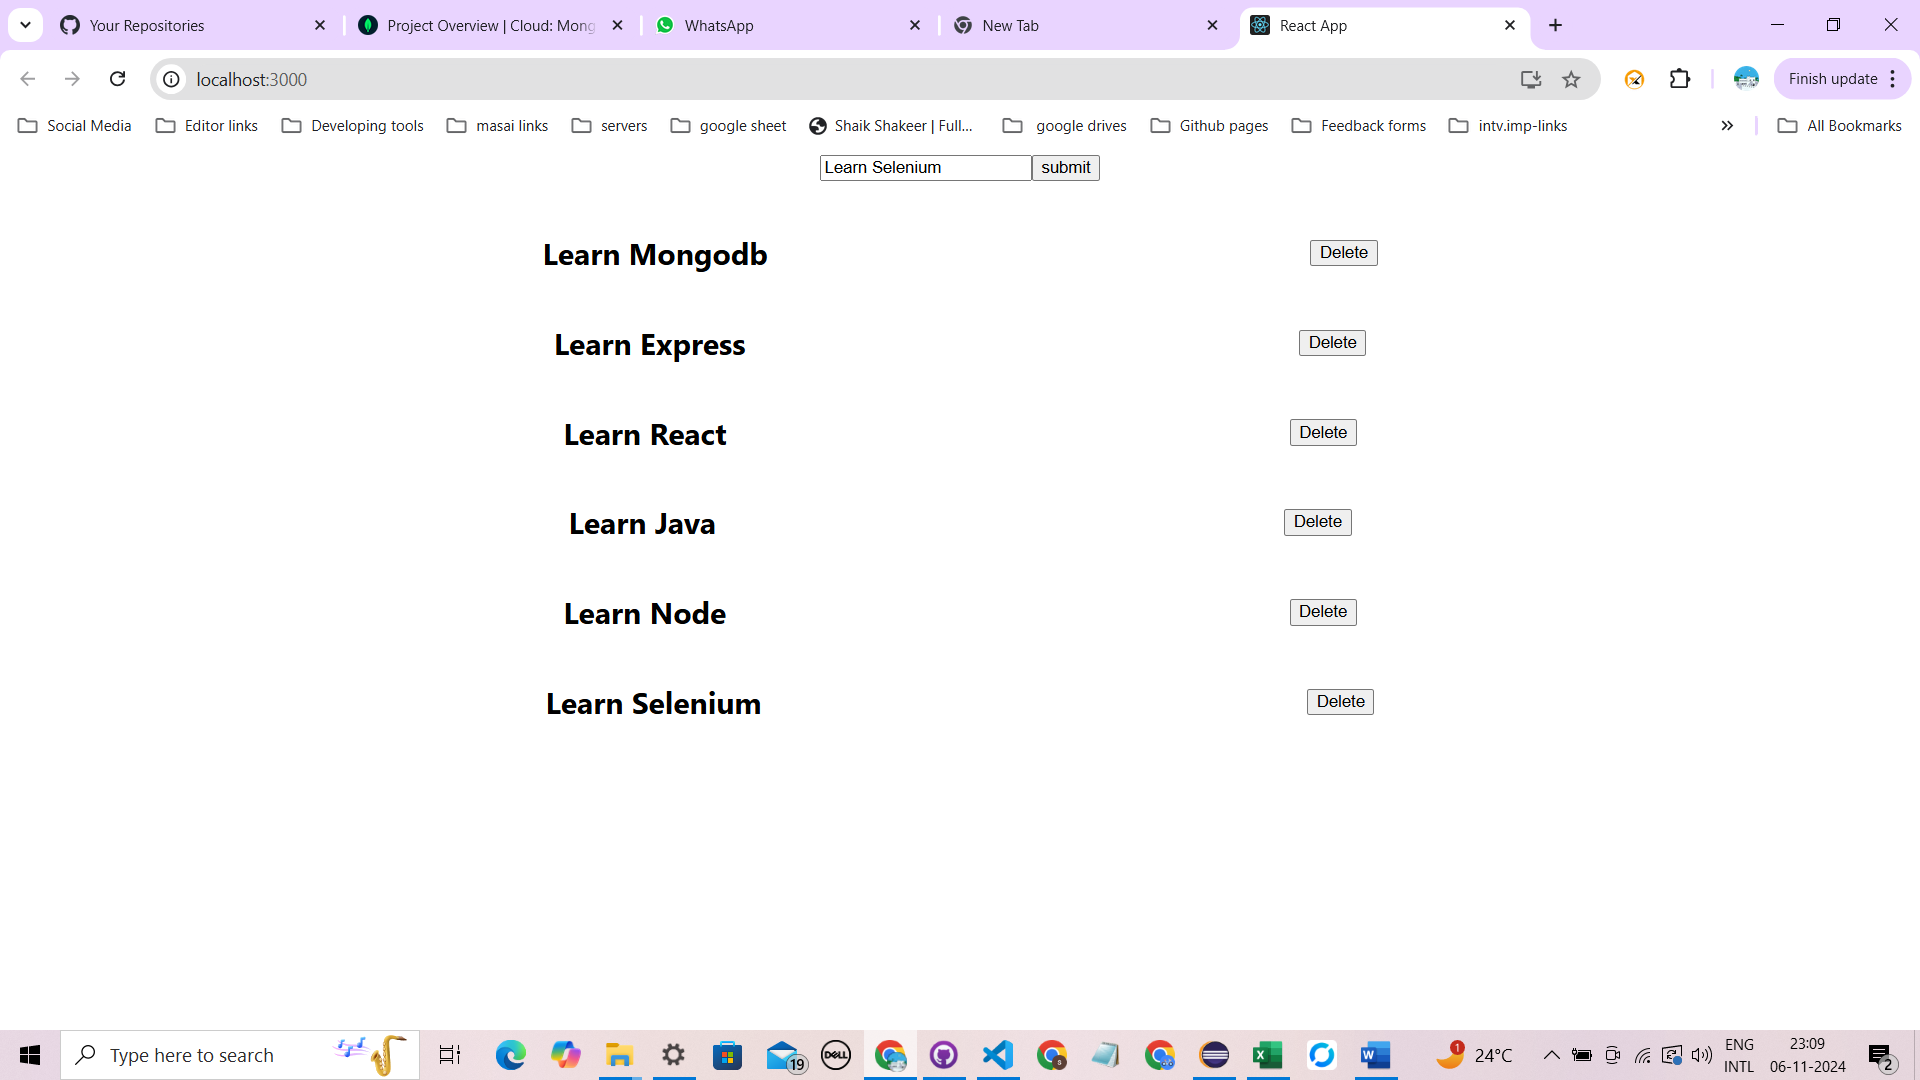 Your Repositories
Project Overview | Cloud: Mong
WhatsApp
New Tab
React App
localhost:3000
Finish update
Social Media
Editor links
Developing tools
masai links
servers
google sheet
Shaik Shakeer | Full...
google drives
Github pages
Feedback forms
intv.imp-links
All Bookmarks
Learn Selenium submit
Learn Mongodb Delete
Learn Express Delete
Learn React Delete
Learn Java Delete
Learn Node Delete
Learn Selenium Delete
Type here to search
19
DELL
1
24°C
ENG
INTL
23:09
06-11-2024
2